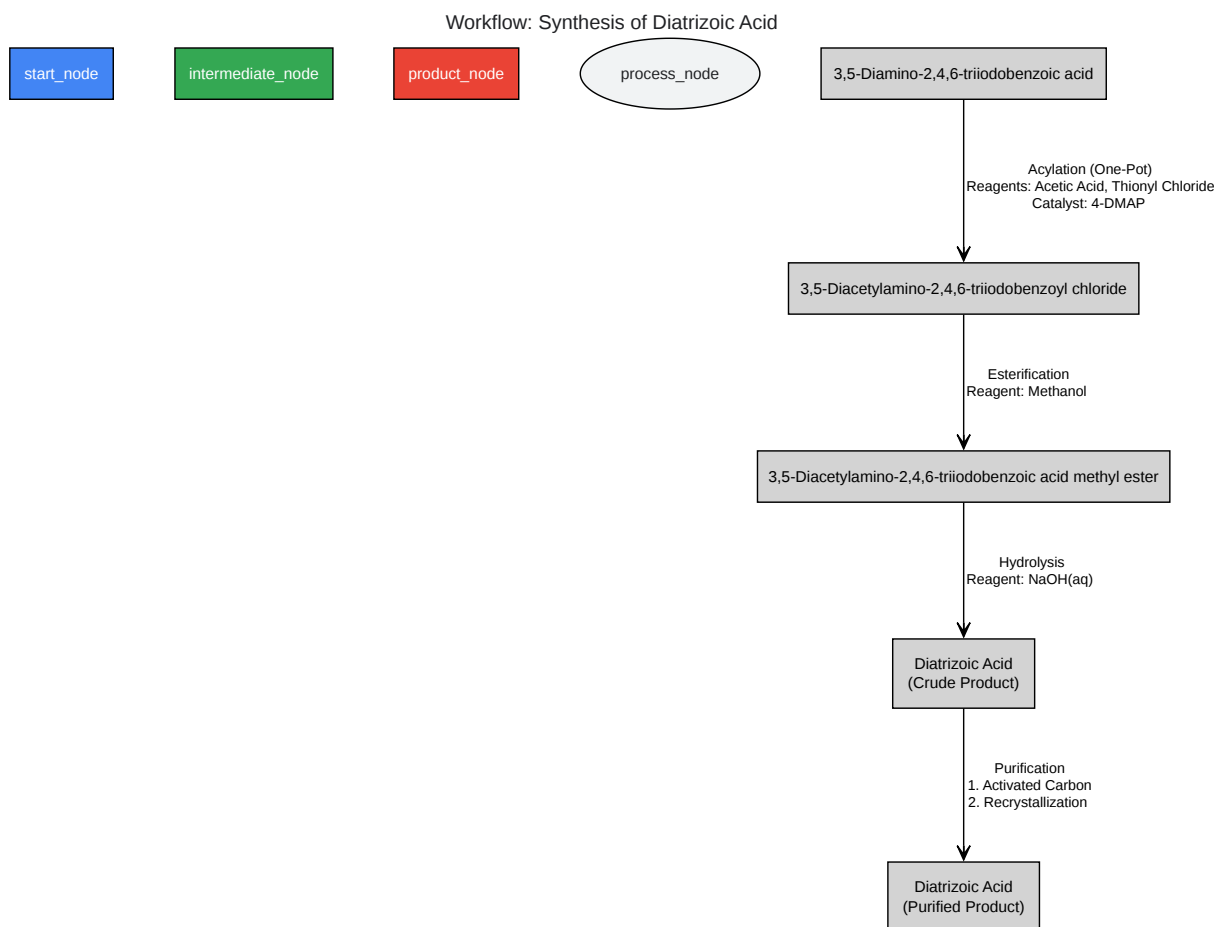 Workflow: Synthesis of Diatrizoic Acid
start_node
intermediate_node
product_node
process_node
3,5-Diamino-2,4,6-triiodobenzoic acid
Acylation (One-Pot)
Reagents: Acetic Acid, Thionyl Chloride
Catalyst: 4-DMAP
3,5-Diacetylamino-2,4,6-triiodobenzoyl chloride
Esterification
Reagent: Methanol
3,5-Diacetylamino-2,4,6-triiodobenzoic acid methyl ester
Hydrolysis
Reagent: NaOH(aq)
Diatrizoic Acid
(Crude Product)
Purification
1. Activated Carbon
2. Recrystallization
Diatrizoic Acid
(Purified Product)